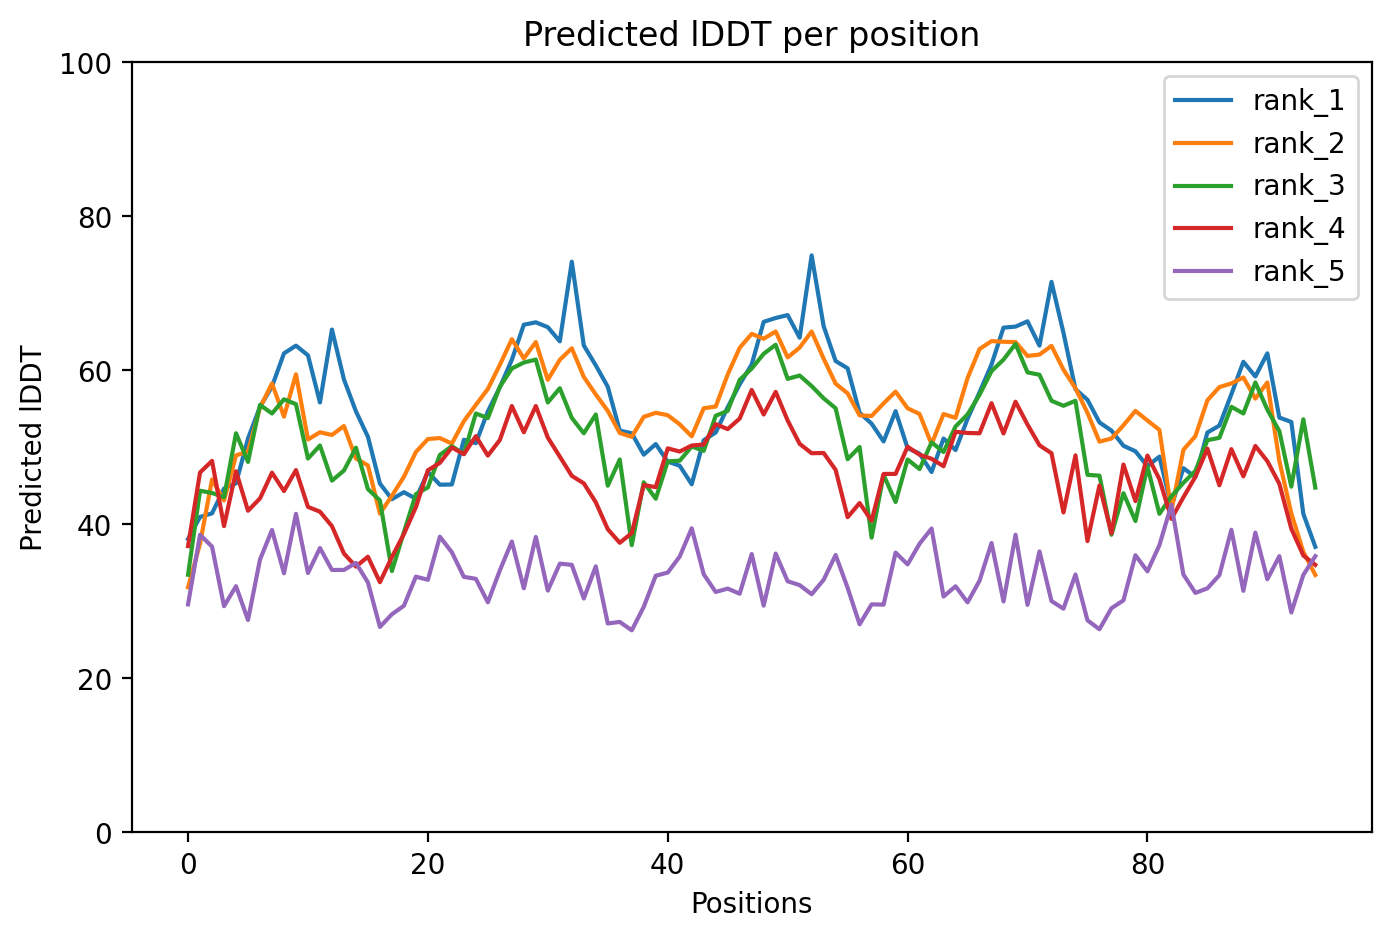 Predicted lDDT per position
100
80
60
40
20
0
Predicted lDDT
0 20 40 60 80
Positions
rank_1
rank_2
rank_3
rank_4
rank_5